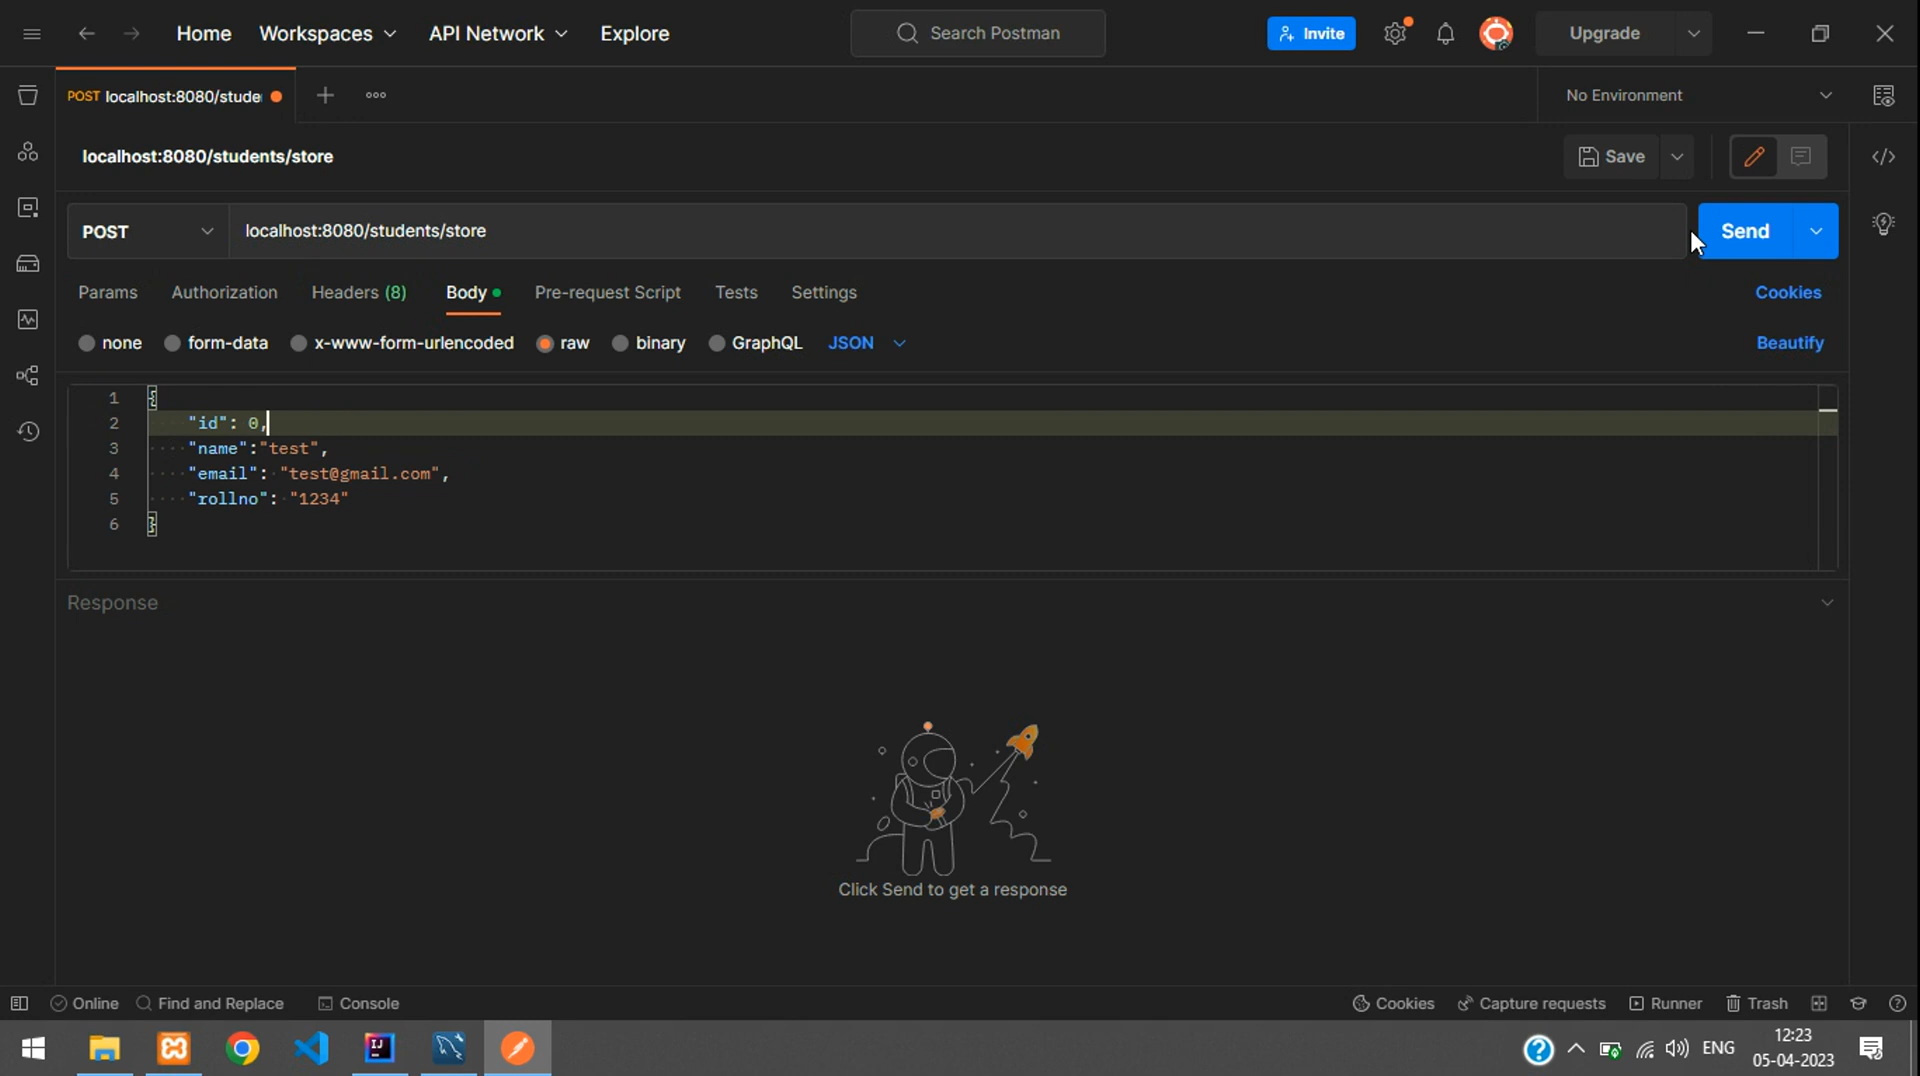 Home Workspaces API Network Explore Search Postman Invite Upgrade
POST localhost:8080/stude No Environment
localhost:8080/students/store Save
POST localhost:8080/students/store Send
Params Authorization Headers (8) Body Pre-request Script Tests Settings Cookies
none form-data x-www-form-urlencoded raw binary GraphQL JSON Beautify
1 {
2 "id": 0,
3 "name":"test",
4 "email": "test@gmail.com",
5 "rollno": "1234"
6 }
Response
Click Send to get a response
Online Find and Replace Console Cookies Capture requests Runner Trash
ENG 12:23
05-04-2023